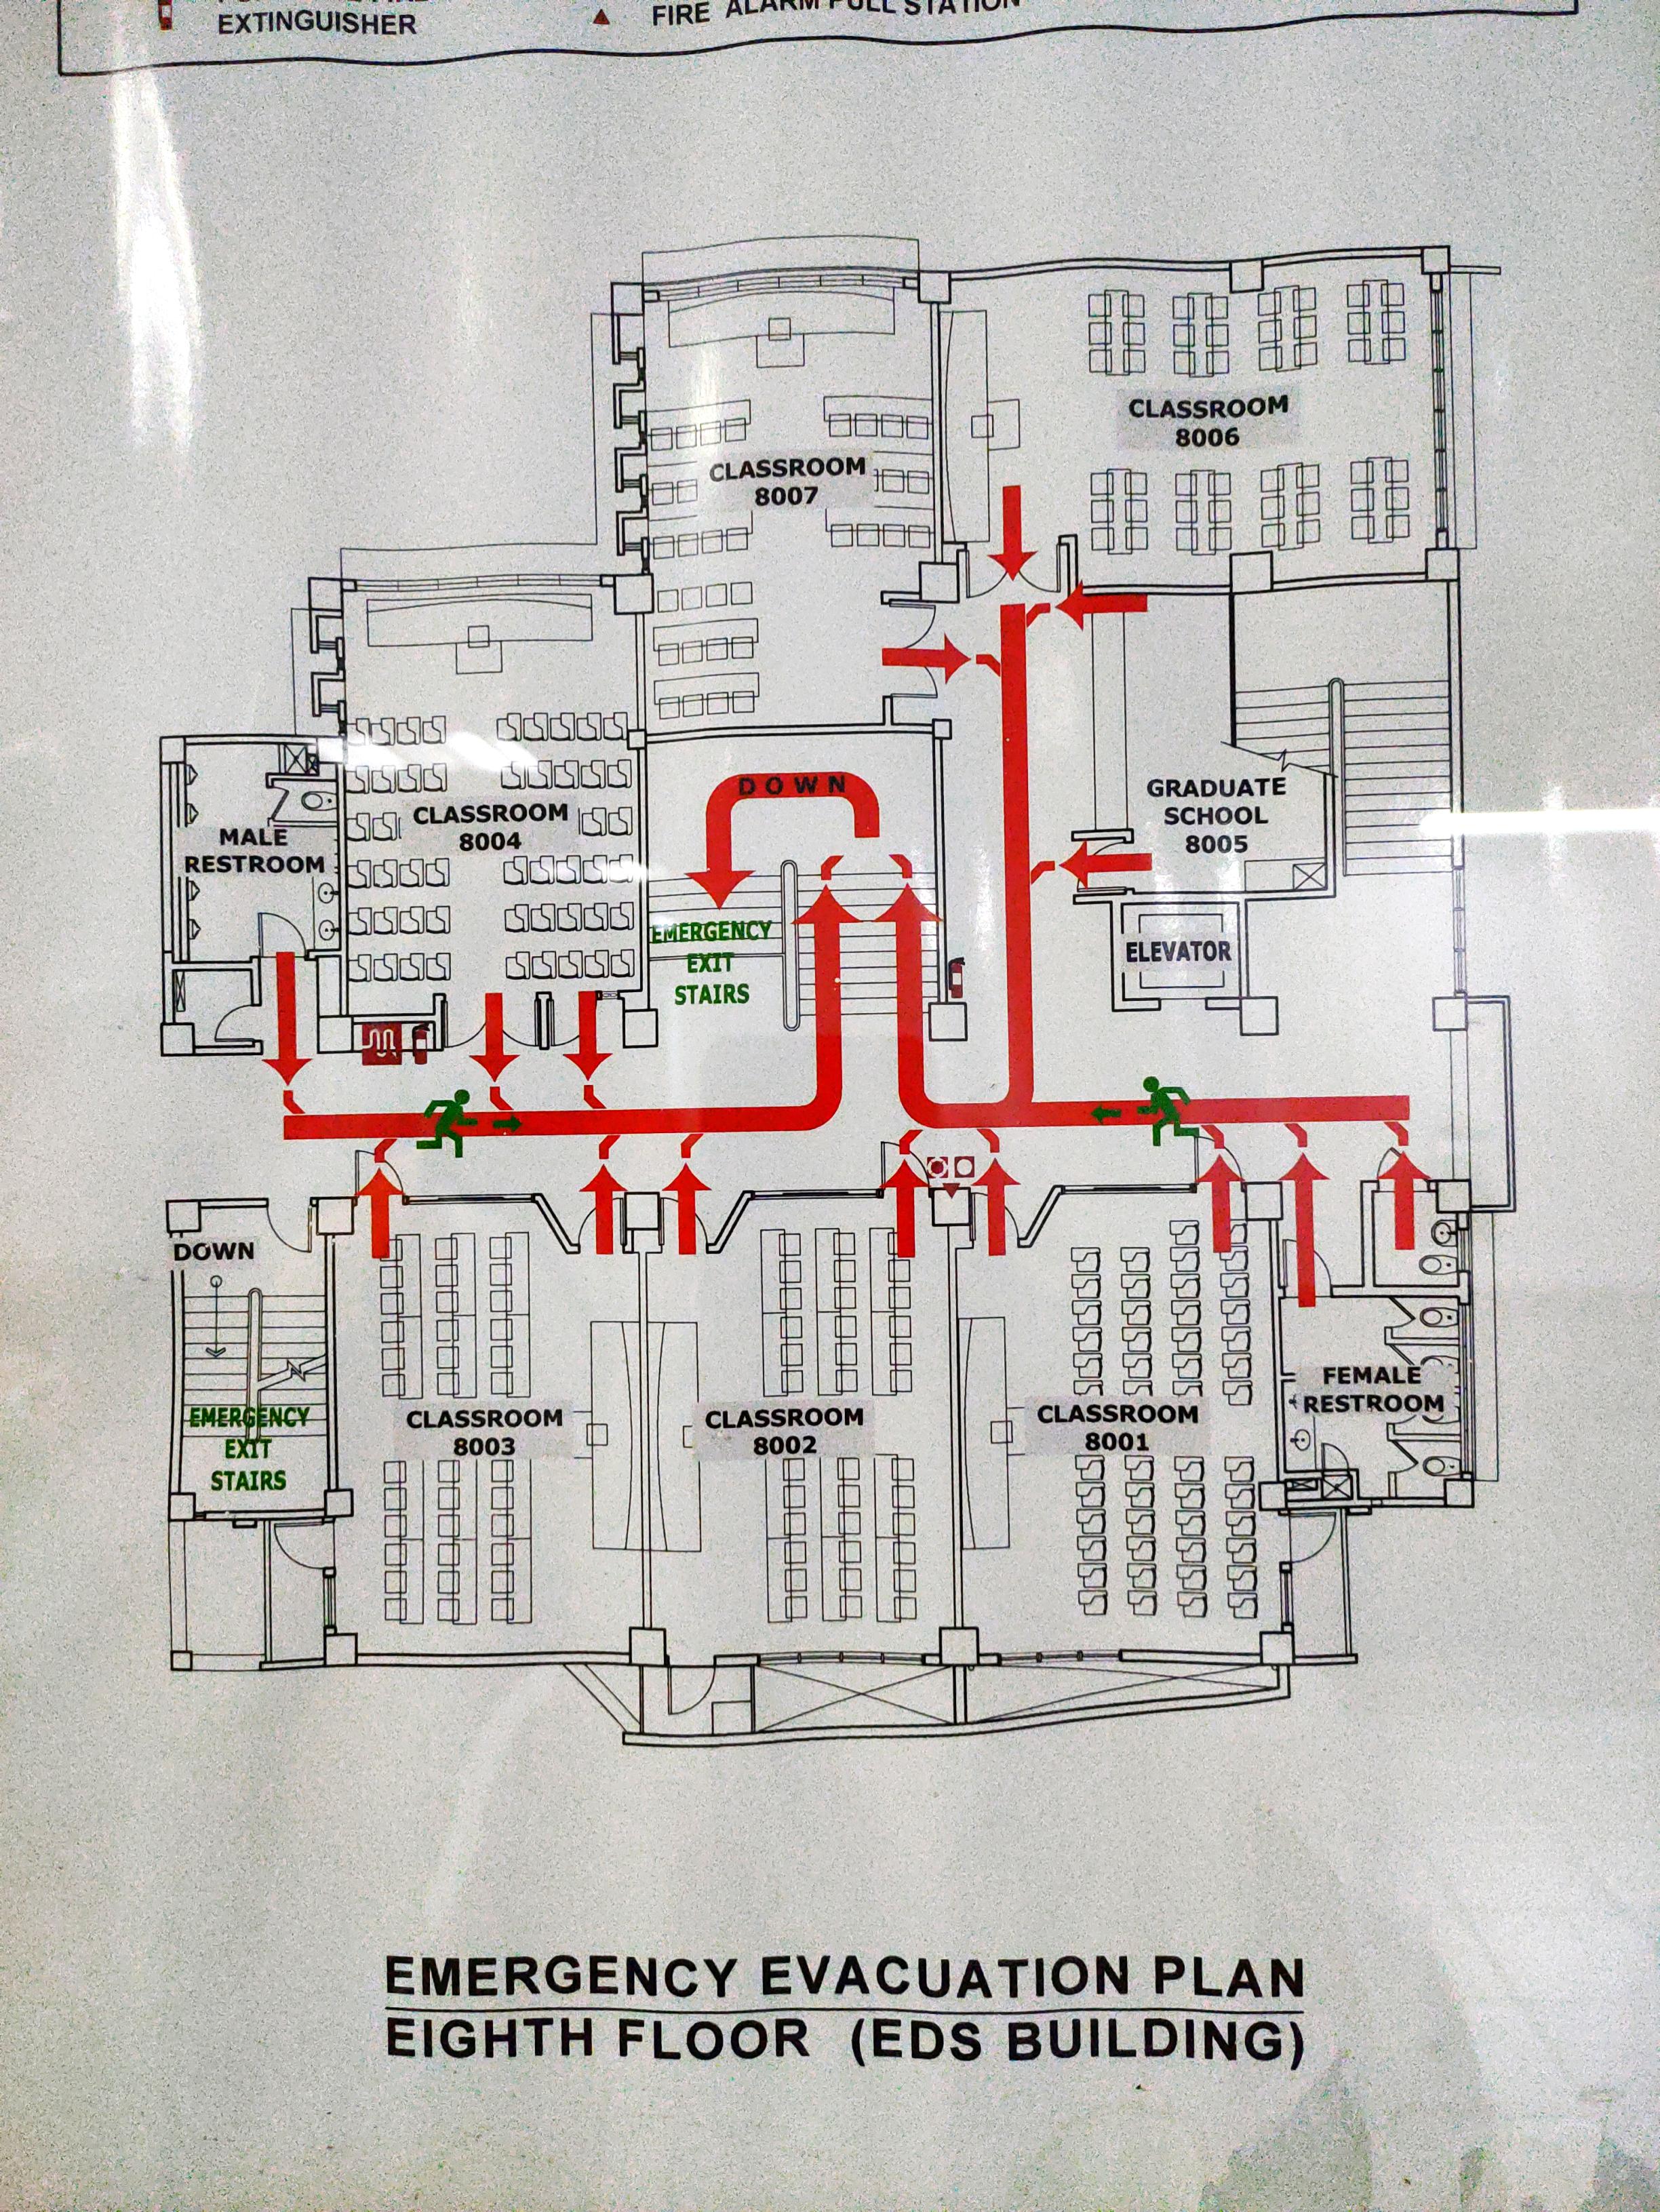 EXTINGUISHER
FIRE ALARM PULL STATION
CLASSROOM
8006
CLASSROOM
8007
GRADUATE
SCHOOL
8005
DOWN
CLASSROOM
8004
MALE
RESTROOM
EMERGENCY
EXIT
STAIRS
ELEVATOR
DOWN
EMERGENCY
EXIT
STAIRS
CLASSROOM
8003
CLASSROOM
8002
CLASSROOM
8001
FEMALE
RESTROOM
EMERGENCY EVACUATION PLAN
EIGHTH FLOOR (EDS BUILDING)